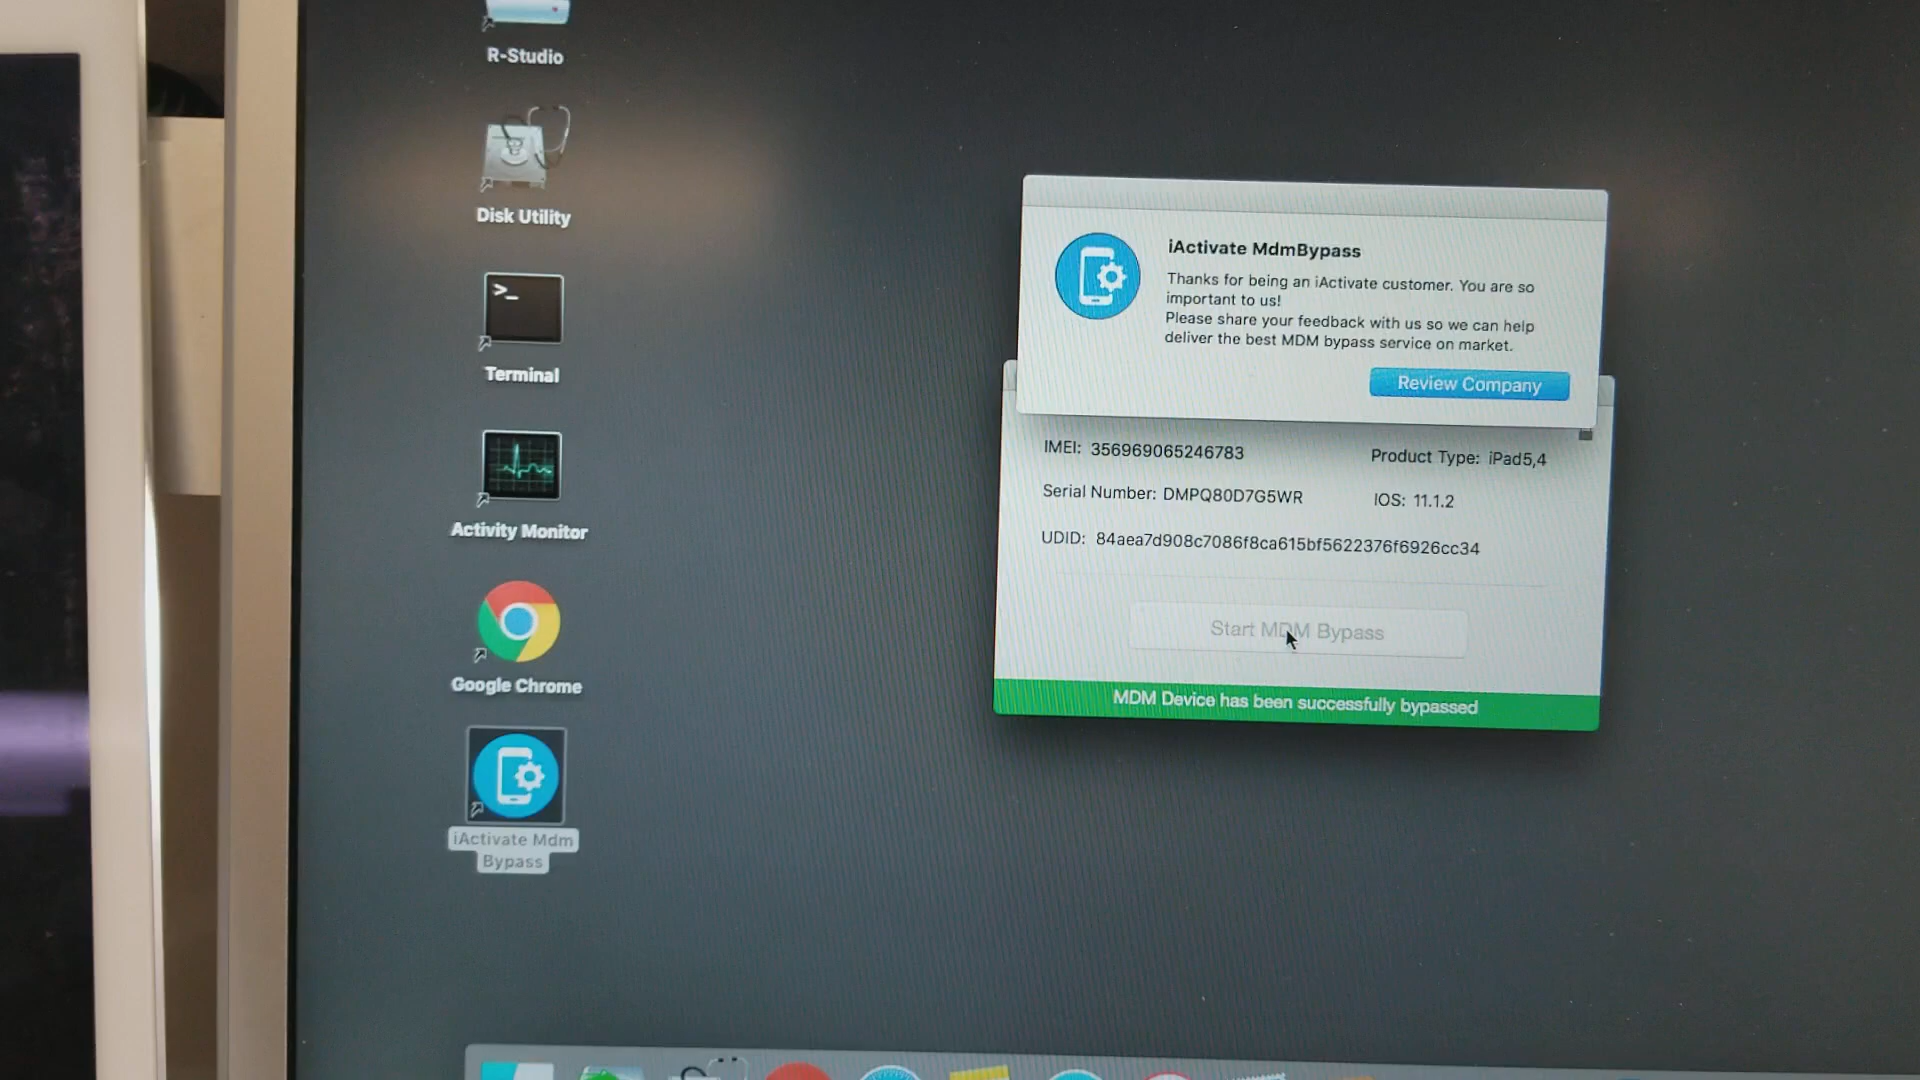 R-Studio
Disk Utility
>_
Terminal
Activity Monitor
Google Chrome
iActivate Mdm
Bypass
iActivate MdmBypass
Thanks for being an iActivate customer. You are so
important to us!
Please share your feedback with us so we can help
deliver the best MDM bypass service on market.
Review Company
IMEI: 356969065246783
Product Type: iPad5,4
Serial Number: DMPQ80D7G5WR
IOS: 11.1.2
UDID: 84aea7d908c7086f8ca615bf5622376f6926cc34
Start MDM Bypass
MDM Device has been successfully bypassed